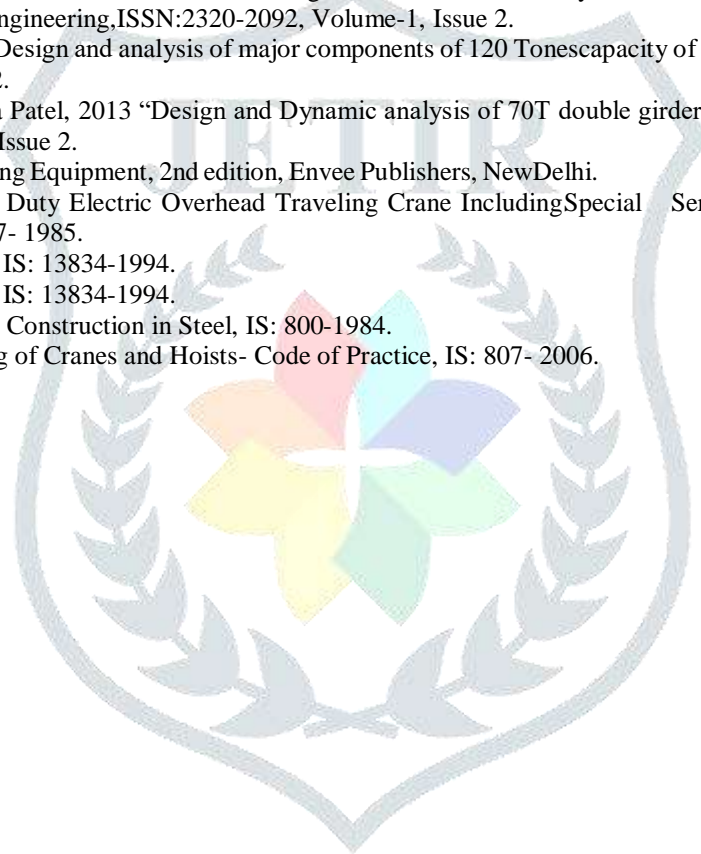 ngineering,ISSN:2320-2092, Volume-1, Issue 2.
Design and analysis of major components of 120 Tonescapacity of
2.
Patel, 2013 “Design and Dynamic analysis of 70T double girder
Issue 2.
ng Equipment, 2nd edition, Envee Publishers, NewDelhi.
Duty Electric Overhead Traveling Crane IncludingSpecial Ser
7- 1985.
IS: 13834-1994.
IS: 13834-1994.
Construction in Steel, IS: 800-1984.
g of Cranes and Hoists- Code of Practice, IS: 807- 2006.
JETIR